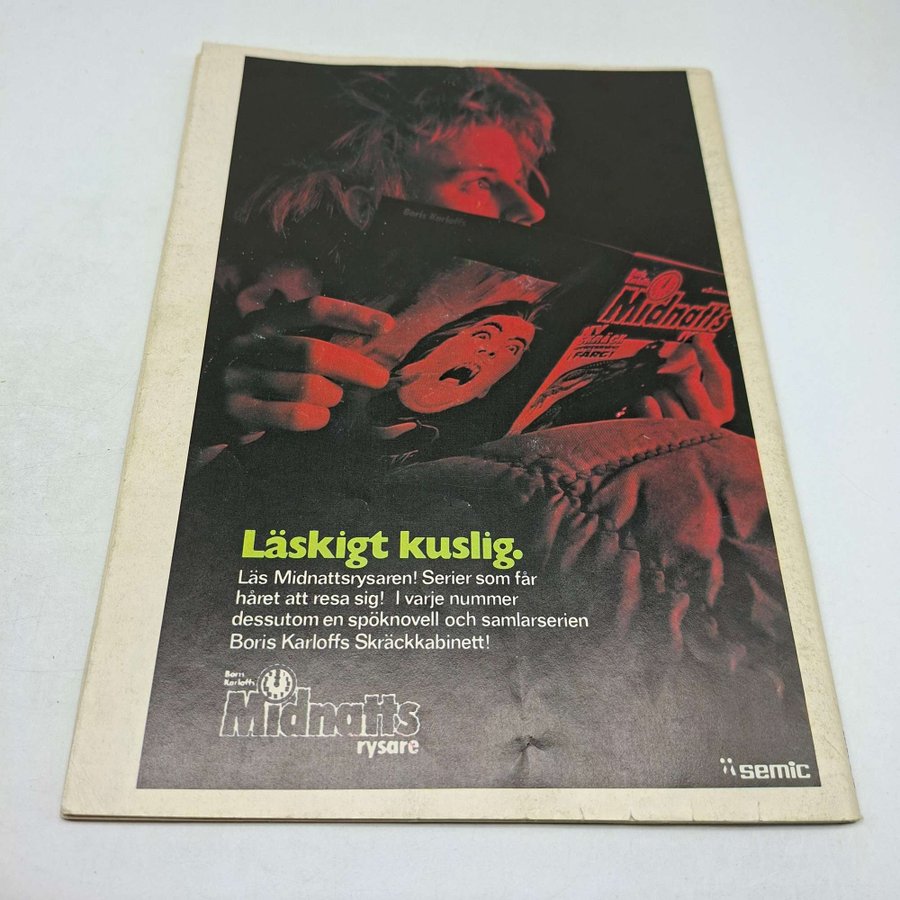 Boris Karloffs
Midnatts
FÄRG!
Läskigt kuslig.
Läs Midnattsrysaren! Serier som får
håret att resa sig! I varje nummer
dessutom en spöknovell och samlarserien
Boris Karloffs Skräckkabinett!
Boris
Karloffs
Midnatts
rysare
semic